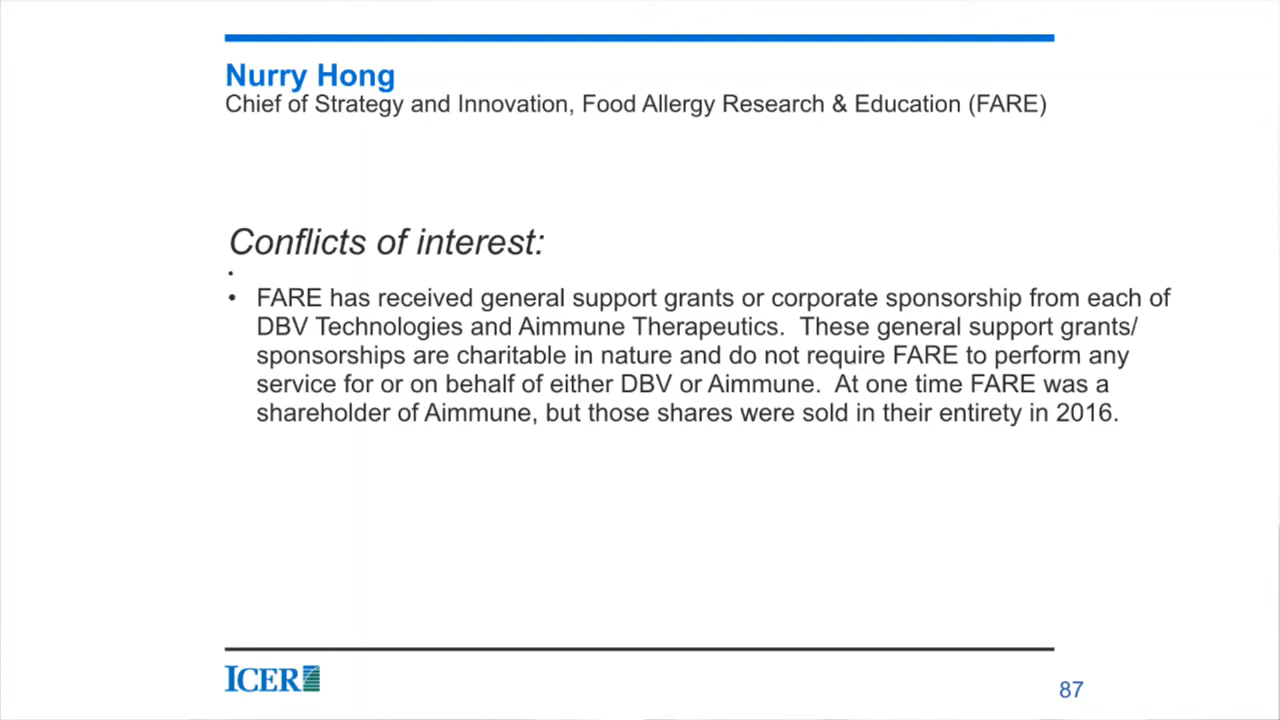 Nurry Hong
Chief of Strategy and Innovation, Food Allergy Research & Education (FARE)
Conflicts of interest:
•
• FARE has received general support grants or corporate sponsorship from each of
DBV Technologies and Aimmune Therapeutics.  These general support grants/
sponsorships are charitable in nature and do not require FARE to perform any
service for or on behalf of either DBV or Aimmune.  At one time FARE was a
shareholder of Aimmune, but those shares were sold in their entirety in 2016.
ICER
87